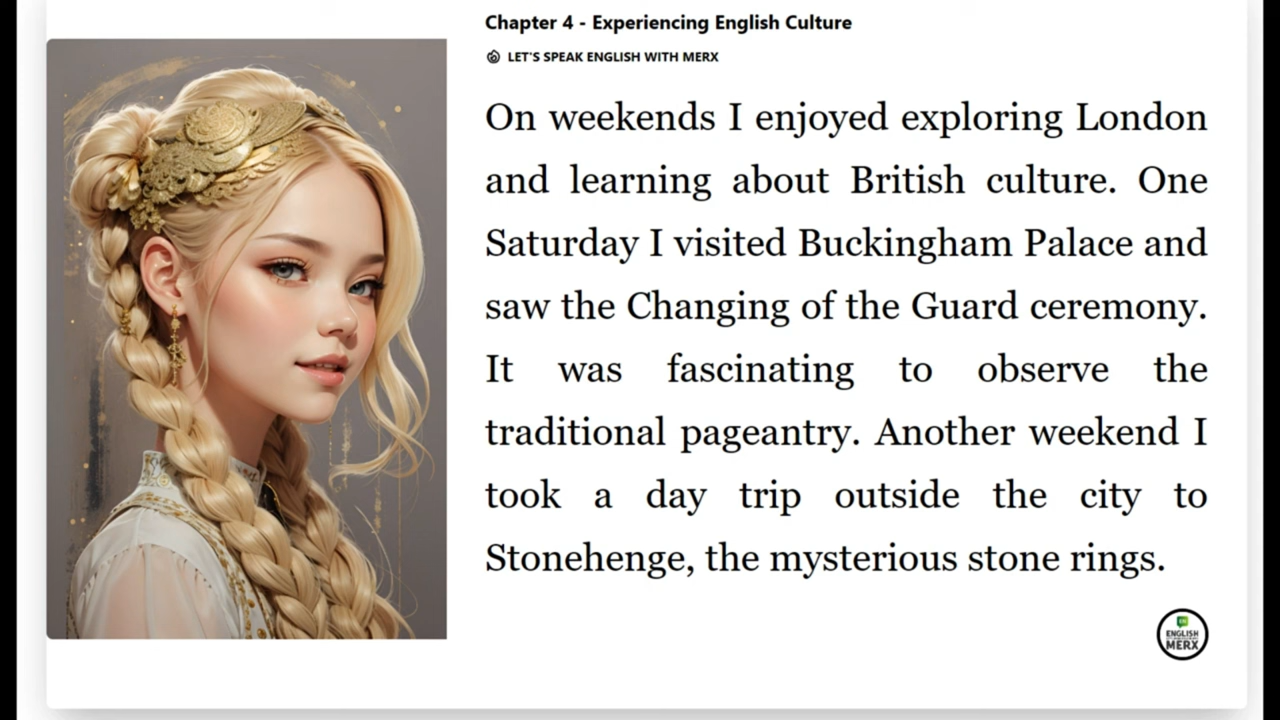 Chapter 4 - Experiencing English Culture
LET'S SPEAK ENGLISH WITH MERX
On weekends I enjoyed exploring London
and learning about British culture. One
Saturday I visited Buckingham Palace and
saw the Changing of the Guard ceremony.
It was fascinating to observe the
traditional pageantry. Another weekend I
took a day trip outside the city to
Stonehenge, the mysterious stone rings.
EN
ENGLISH
MERX